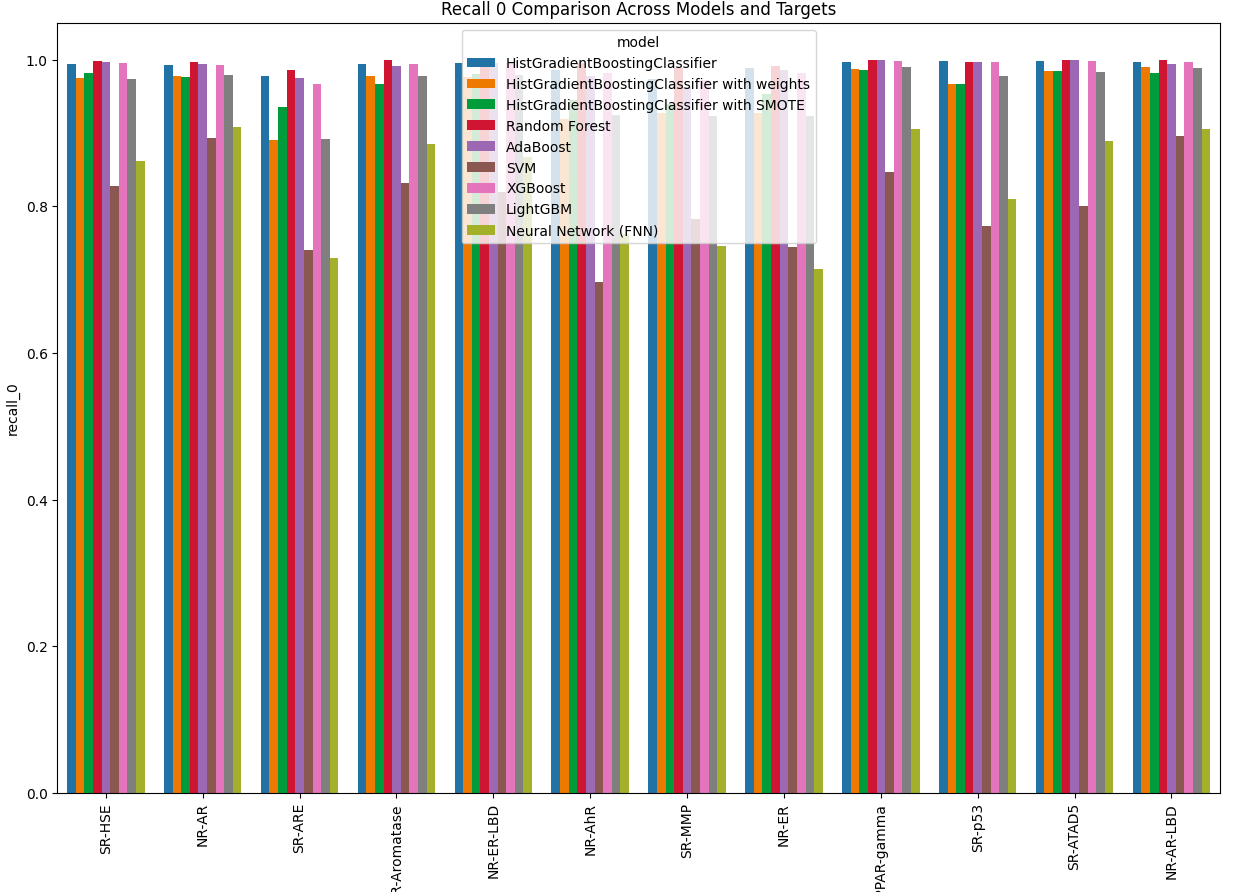 Recall 0 Comparison Across Models and Targets
model
HistGradientBoostingClassifier
HistGradientBoostingClassifier with weights
HistGradientBoostingClassifier with SMOTE
Random Forest
AdaBoost
SVM
XGBoost
LightGBM
Neural Network (FNN)
recall_0
1.0
0.8
0.6
0.4
0.2
0.0
SR-HSE
NR-AR
SR-ARE
R-Aromatase
NR-ER-LBD
NR-AhR
SR-MMP
NR-ER
PPAR-gamma
SR-p53
SR-ATAD5
NR-AR-LBD